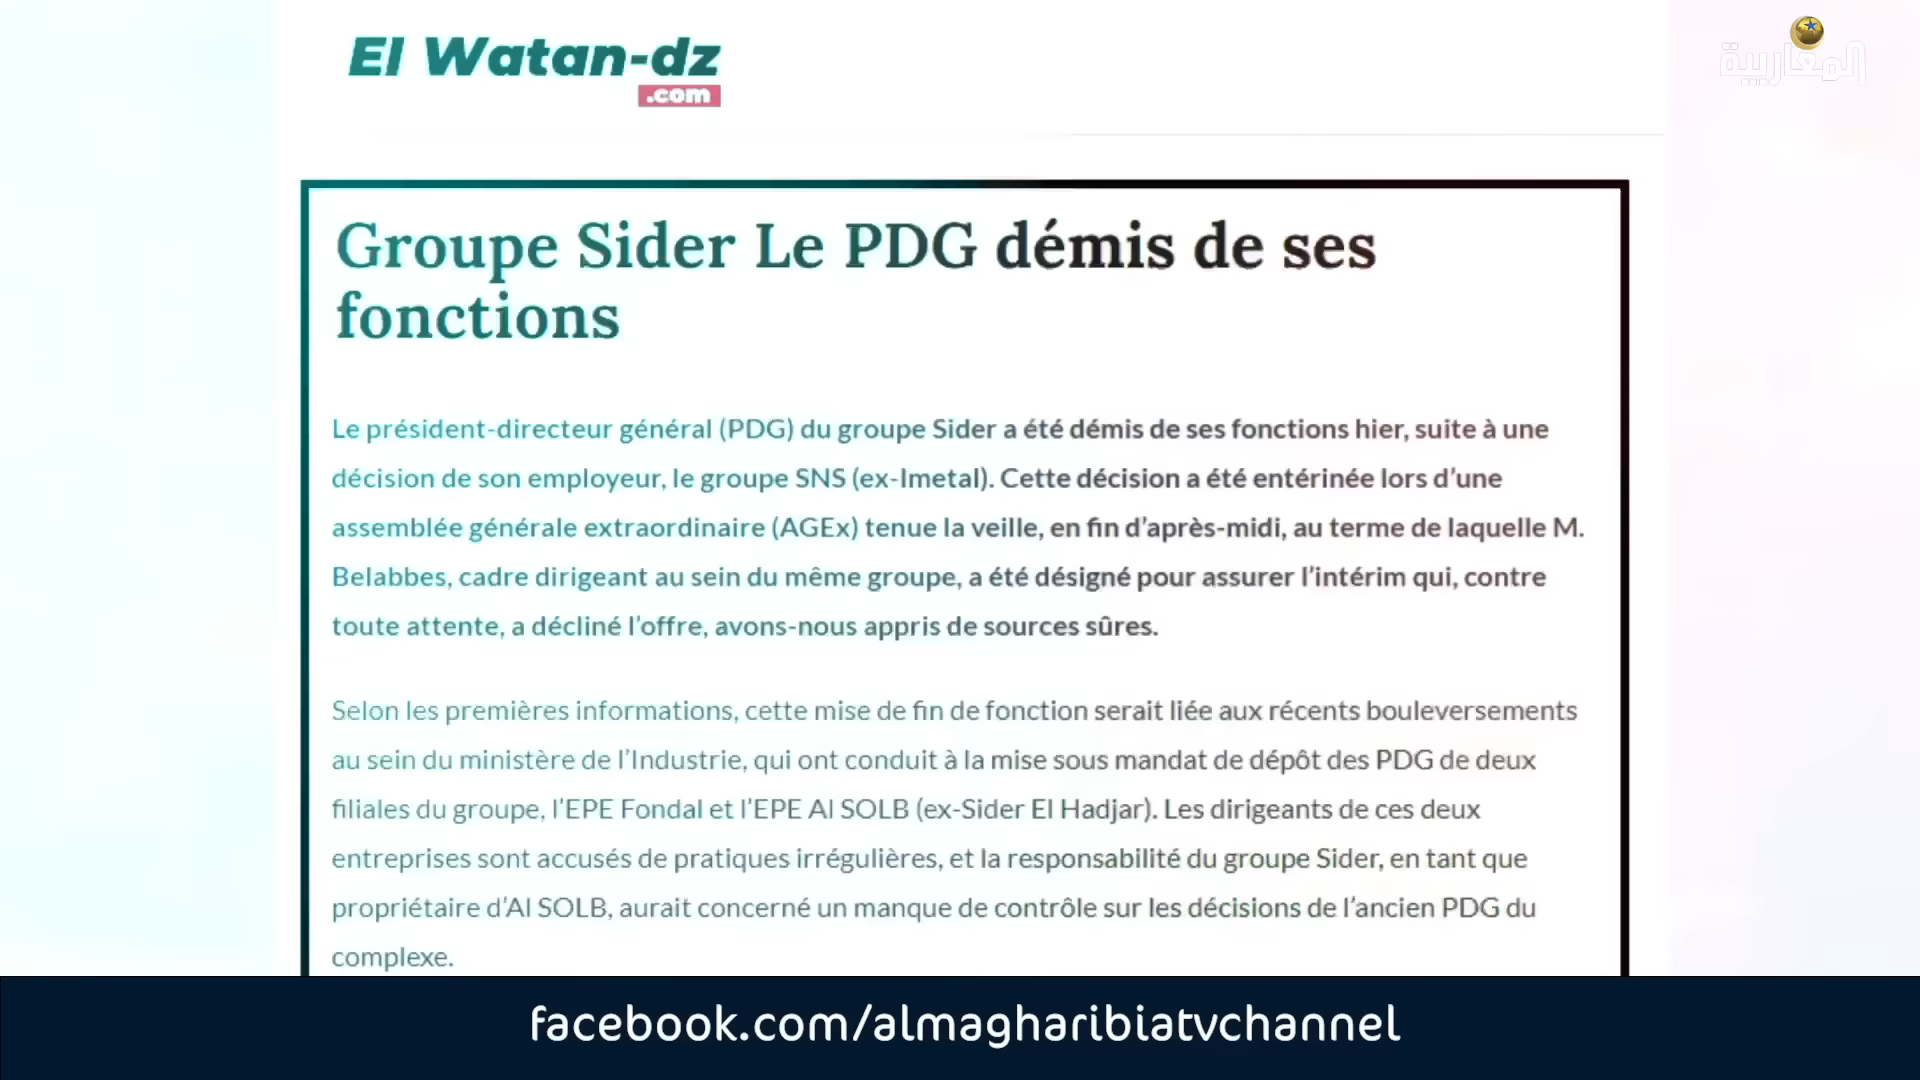 El Watan-dz
.com
المغاربية
Groupe Sider Le PDG démis de ses
fonctions
Le président-directeur général (PDG) du groupe Sider a été démis de ses fonctions hier, suite à une
décision de son employeur, le groupe SNS (ex-Imetal). Cette décision a été entérinée lors d’une
assemblée générale extraordinaire (AGEx) tenue la veille, en fin d’après-midi, au terme de laquelle M.
Belabbes, cadre dirigeant au sein du même groupe, a été désigné pour assurer l’intérim qui, contre
toute attente, a décliné l’offre, avons-nous appris de sources sûres.
Selon les premières informations, cette mise de fin de fonction serait liée aux récents bouleversements
au sein du ministère de l’Industrie, qui ont conduit à la mise sous mandat de dépôt des PDG de deux
filiales du groupe, l’EPE Fondal et l’EPE Al SOLB (ex-Sider El Hadjar). Les dirigeants de ces deux
entreprises sont accusés de pratiques irrégulières, et la responsabilité du groupe Sider, en tant que
propriétaire d’Al SOLB, aurait concerné un manque de contrôle sur les décisions de l’ancien PDG du
complexe.
facebook.com/almagharibiatvchannel